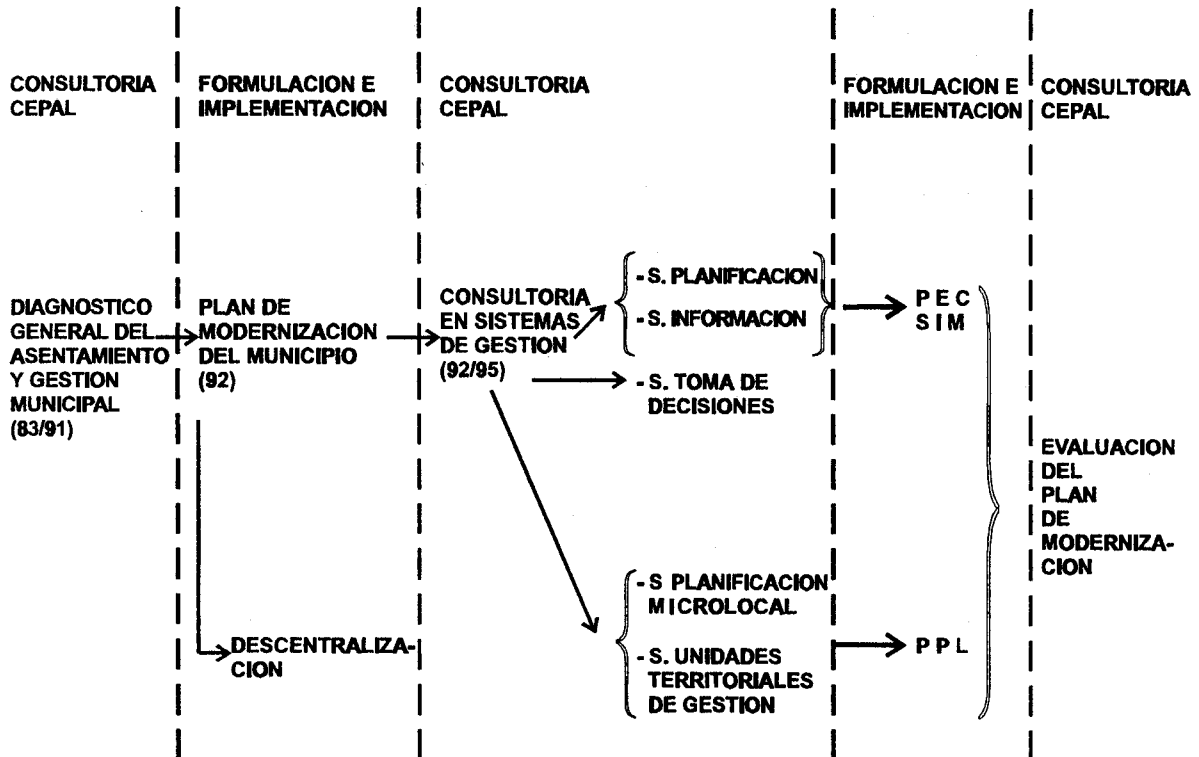 CONSULTORIA
CEPAL
FORMULACION E
IMPLEMENTACION
CONSULTORIA
CEPAL
FORMULACION E
IMPLEMENTACION
CONSULTORIA
CEPAL
DIAGNOSTICO
GENERAL DEL
ASENTAMIENTO
Y GESTION
MUNICIPAL
(83/91)
PLAN DE
MODERNIZACION
DEL MUNICIPIO
(92)
DESCENTRALIZA-
CION
CONSULTORIA
EN SISTEMAS
DE GESTION
(92/95)
- S. PLANIFICACION
- S. INFORMACION
- S. TOMA DE
DECISIONES
- S PLANIFICACION
MICROLOCAL
- S. UNIDADES
TERRITORIALES
DE GESTION
P E C
S I M
P P L
EVALUACION
DEL
PLAN
DE
MODERNIZA-
CION